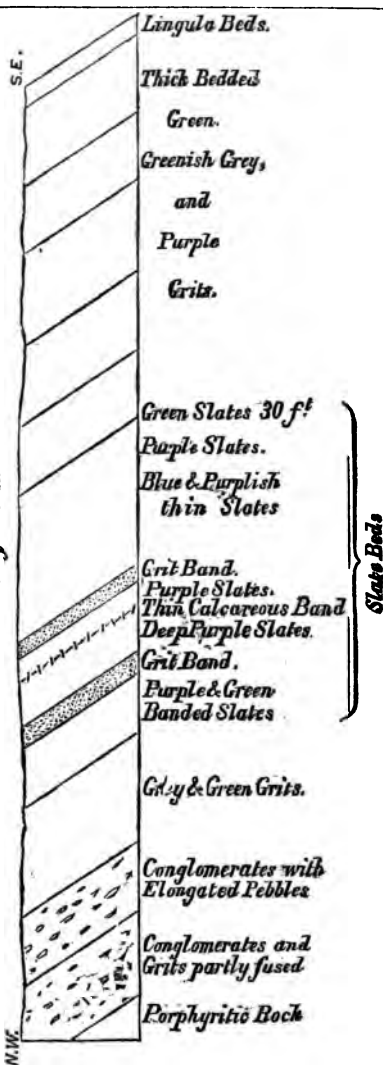 S.E.
Lingula Beds.
Thick Bedded
Green.
Greenish Grey,
and
Purple
Grits.
Green Slates 30 f.t
Purple Slates.
Blue & Purplish
thin Slates
Grit Band.
Purple Slates.
Thin Calcareous Band
Deep Purple Slates.
Grit Band.
Purple & Green
Banded Slates
Slate Beds
Grey & Green Grits.
Conglomerates with
Elongated Pebbles
Conglomerates and
Grits partly fused
Porphyritic Rock
N.W.